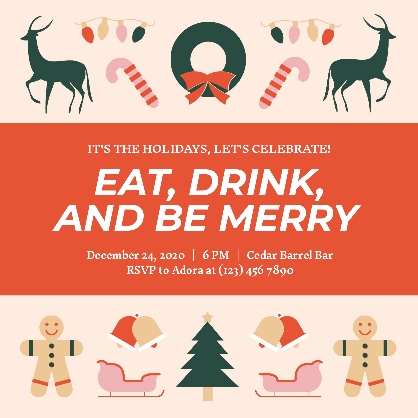 IT'S THE HOLIDAYS, LET'S CELEBRATE!
EAT, DRINK,
AND BE MERRY
December 24, 2020 | 6 PM | Cedar Barrel Bar
RSVP to Adora at (123) 456 7890